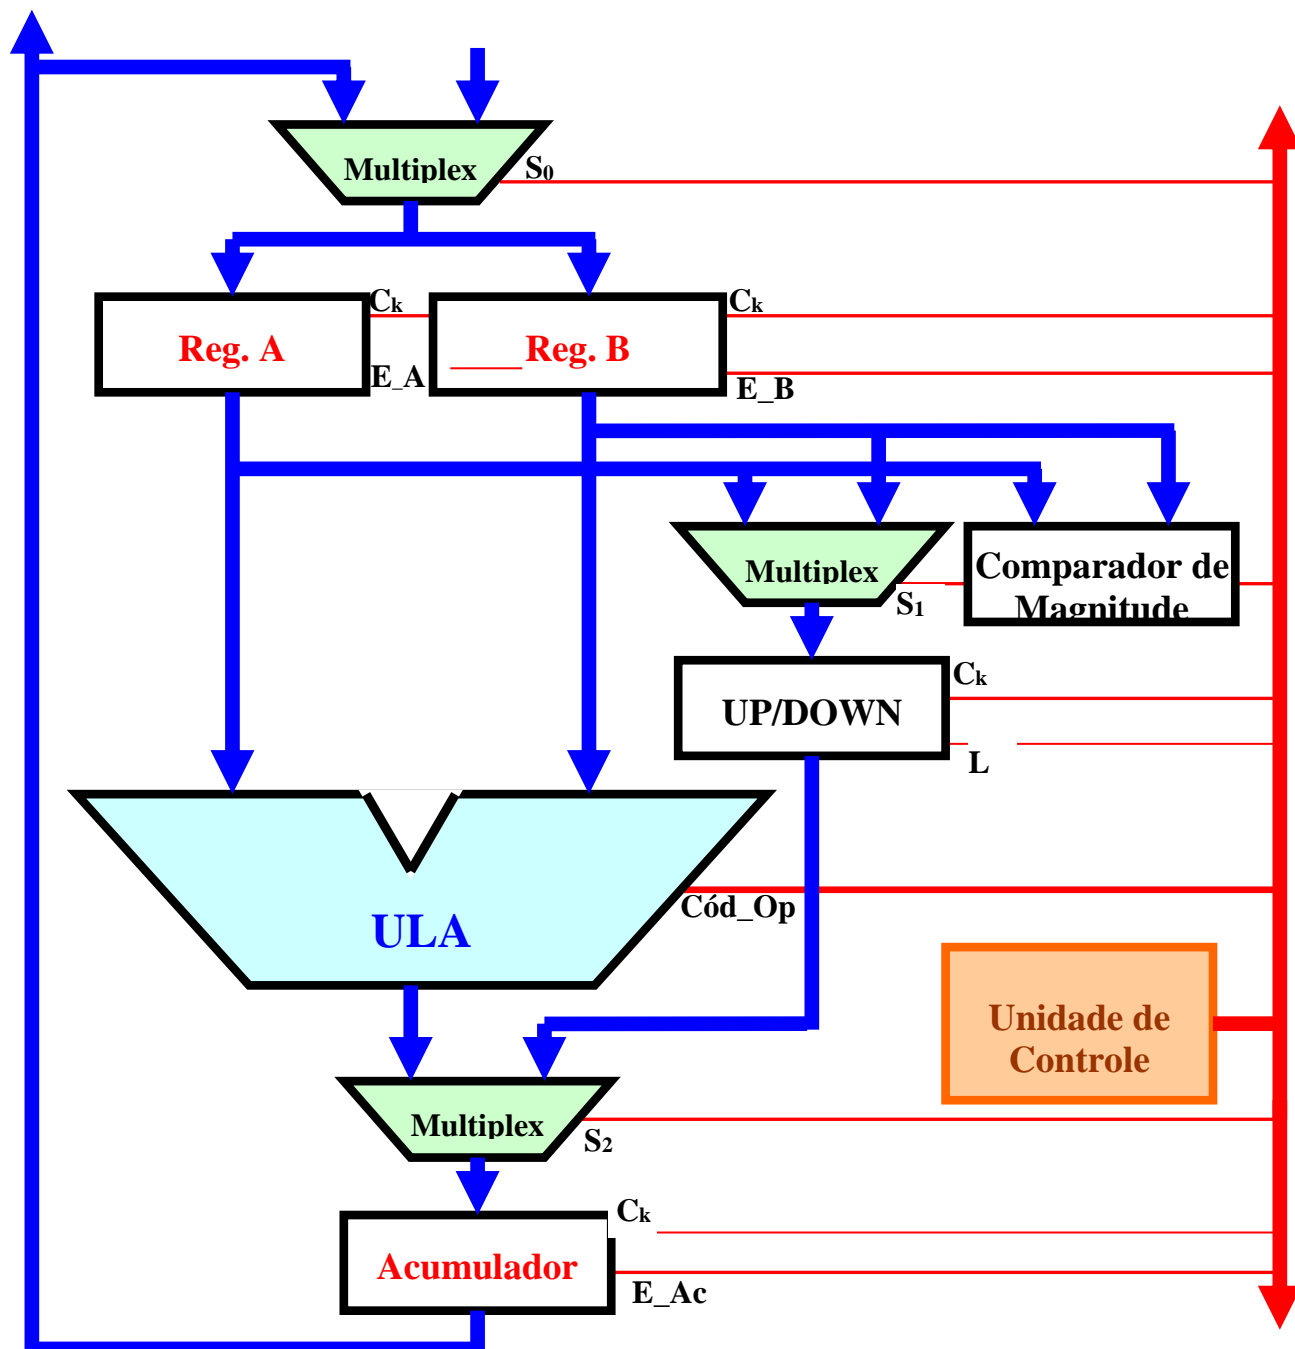 Multiplex
S₀
Cₖ
Cₖ
Reg. A
Reg. B
E_A
E_B
Multiplex
Comparador de
Magnitude
S₁
Cₖ
UP/DOWN
L
Cód_Op
ULA
Unidade de
Controle
Multiplex
S₂
Cₖ
Acumulador
E_Ac